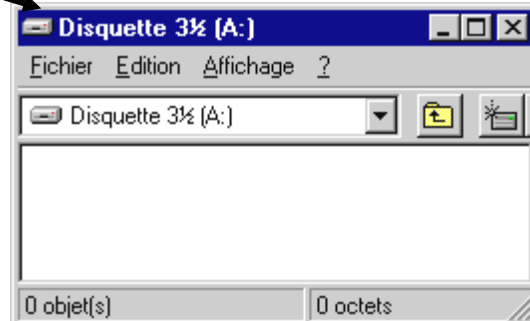 Disquette 3½ (A:)
Fichier Edition Affichage ?
Disquette 3½ (A:)
0 objet(s) 0 octets